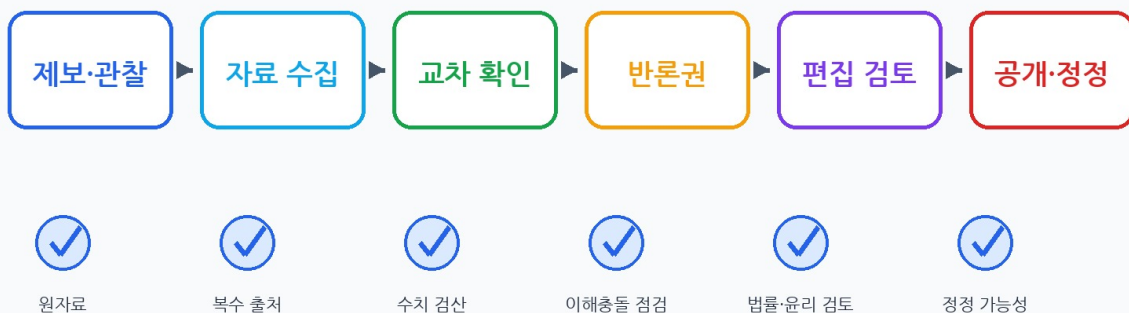 제보·관찰
자료 수집
교차 확인
반론권
편집 검토
공개·정정
원자료
복수 출처
수치 검산
이해충돌 점검
법률·윤리 검토
정정 가능성